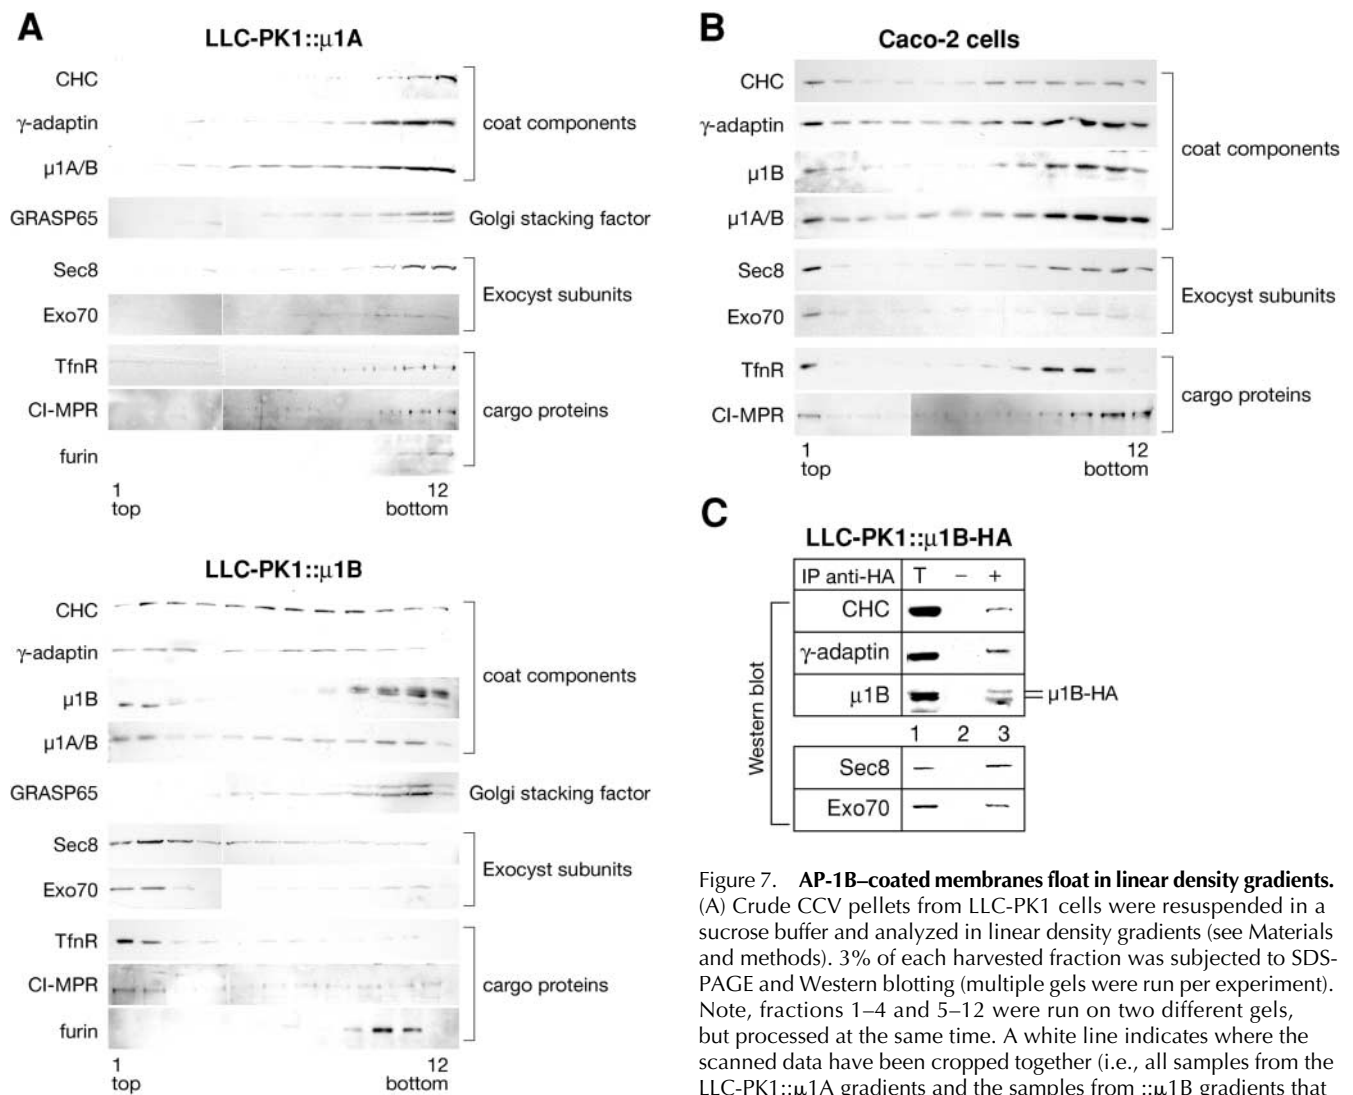 A
LLC-PK1::µ1A
CHC
γ-adaptin
µ1A/B
coat components
GRASP65
Golgi stacking factor
Sec8
Exo70
Exocyst subunits
TfnR
CI-MPR
furin
cargo proteins
1
top
12
bottom
LLC-PK1::µ1B
CHC
γ-adaptin
µ1B
µ1A/B
coat components
GRASP65
Golgi stacking factor
Sec8
Exo70
Exocyst subunits
TfnR
CI-MPR
furin
cargo proteins
1
top
12
bottom
B
Caco-2 cells
CHC
γ-adaptin
µ1B
µ1A/B
coat components
Sec8
Exo70
Exocyst subunits
TfnR
CI-MPR
cargo proteins
1
top
12
bottom
C
LLC-PK1::µ1B-HA
IP anti-HA T – +
CHC
γ-adaptin
µ1B
µ1B-HA
1 2 3
Sec8
Exo70
Western blot
Figure 7. AP-1B–coated membranes float in linear density gradients.
(A) Crude CCV pellets from LLC-PK1 cells were resuspended in a
sucrose buffer and analyzed in linear density gradients (see Materials
and methods). 3% of each harvested fraction was subjected to SDS-
PAGE and Western blotting (multiple gels were run per experiment).
Note, fractions 1–4 and 5–12 were run on two different gels,
but processed at the same time. A white line indicates where the
scanned data have been cropped together (i.e., all samples from the
LLC-PK1::µ1A gradients and the samples from ::µ1B gradients that